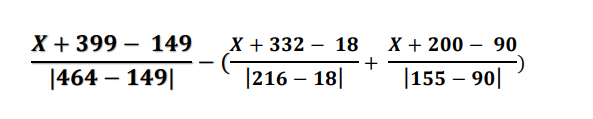 X + 399 – 149 / |464 – 149| – (X + 332 – 18 / |216 – 18| + X + 200 – 90 / |155 – 90|)